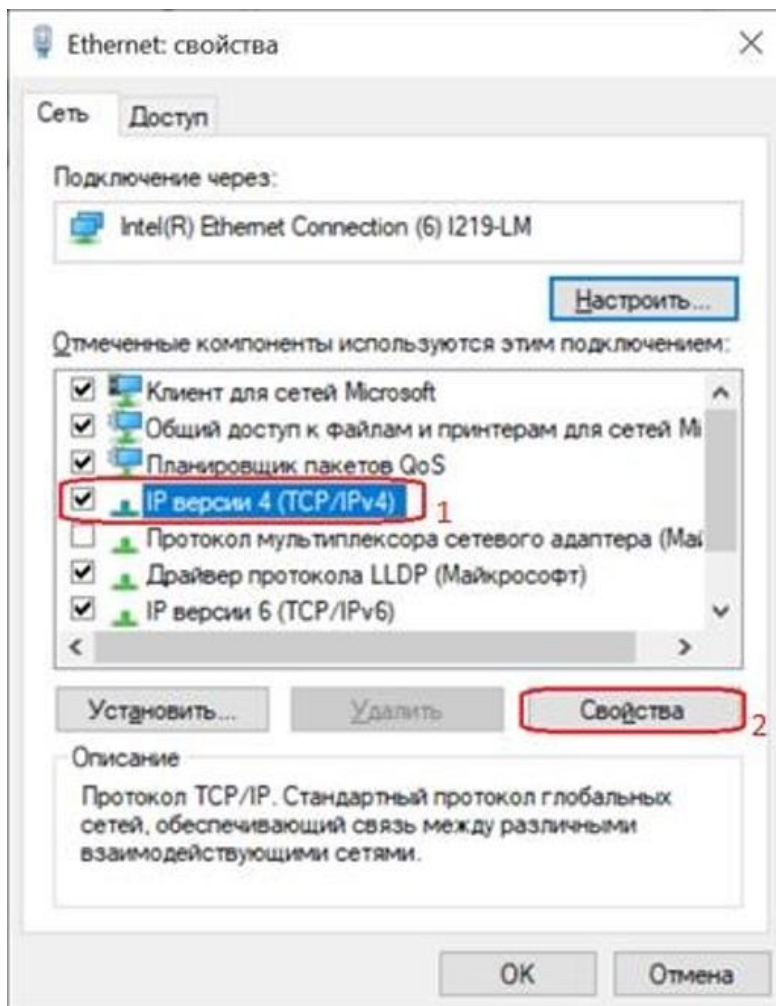 Ethernet: свойства
Сеть Доступ
Подключение через:
Intel(R) Ethernet Connection (6) I219-LM
Настроить...
Отмеченные компоненты используются этим подключением:
Клиент для сетей Microsoft
Общий доступ к файлам и принтерам для сетей Mi
Планировщик пакетов QoS
IP версии 4 (TCP/IPv4) 1
Протокол мультиплексора сетевого адаптера (Май
Драйвер протокола LLDP (Майкрософт)
IP версии 6 (TCP/IPv6)
Установить... Удалить Свойства 2
Описание
Протокол TCP/IP. Стандартный протокол глобальных
сетей, обеспечивающий связь между различными
взаимодействующими сетями.
OK Отмена